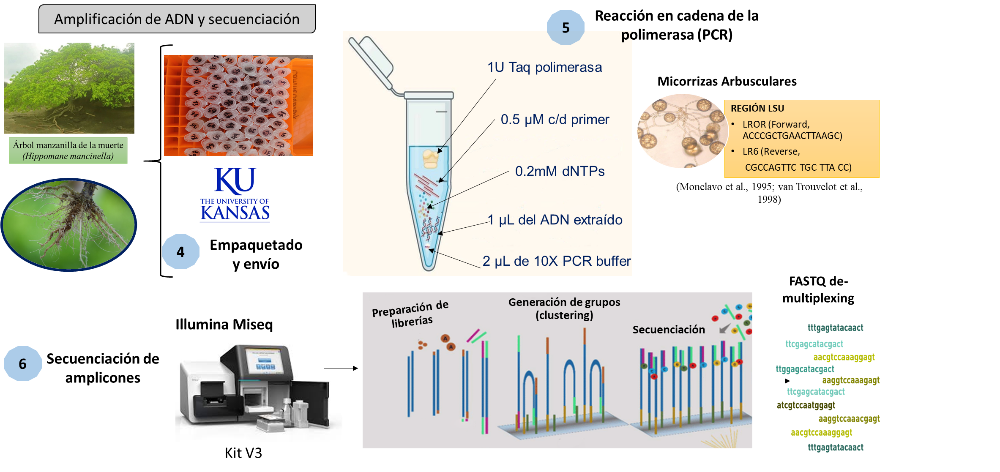 Amplificación de ADN y secuenciación
Árbol manzanilla de la muerte
(Hippomane mancinella)
KU
THE UNIVERSITY OF
KANSAS
4
Empaquetado
y envío
5
Reacción en cadena de la
polimerasa (PCR)
1U Taq polimerasa
0.5 µM c/d primer
0.2mM dNTPs
1 µL del ADN extraído
2 µL de 10X PCR buffer
Micorrizas Arbusculares
REGIÓN LSU
• LROR (Forward,
ACCCGCTGAACTTAAGC)
• LR6 (Reverse,
CGCCAGTTC TGC TTA CC)
(Monclavo et al., 1995; van Trouvelot et al.,
1998)
6
Secuenciación de
amplicones
Illumina Miseq
Kit V3
Preparación de
librerías
A
A
Generación de grupos
(clustering)
Secuenciación
FASTQ de-
multiplexing
tttgagtatacaact
ttcgagcatacgact
aacgtccaaaggagt
ttggagcatacgact
aaggtccaaagagt
ttcgagcatacgact
atcgtccaatggagt
aaggtccaaacgagt
aacgtccaaaggagt
tttgagtatacaact